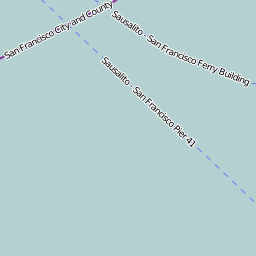 San Francisco City and County
Sausalito - San Francisco Ferry Building
Sausalito - San Francisco Pier 41